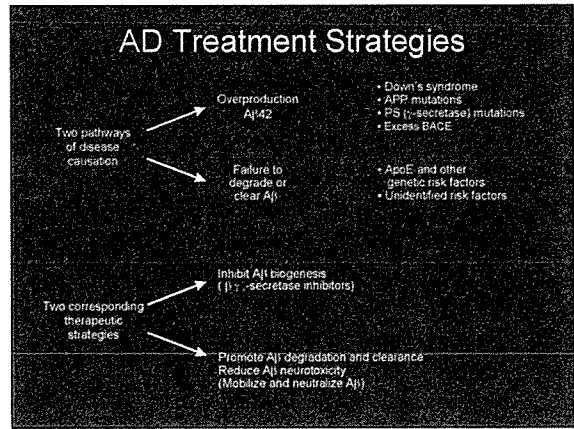 AD Treatment Strategies
Overproduction
Aβ42
• Down's syndrome
• APP mutations
• PS (γ-secretase) mutations
• Excess BACE
Two pathways
of disease
causation
Failure to
degrade or
clear Aβ
• ApoE and other
genetic risk factors
• Unidentified risk factors
Inhibit Aβ biogenesis
( β γ -secretase inhibitors)
Two corresponding
therapeutic
strategies
Promote Aβ degradation and clearance
Reduce Aβ neurotoxicity
(Mobilize and neutralize Aβ)